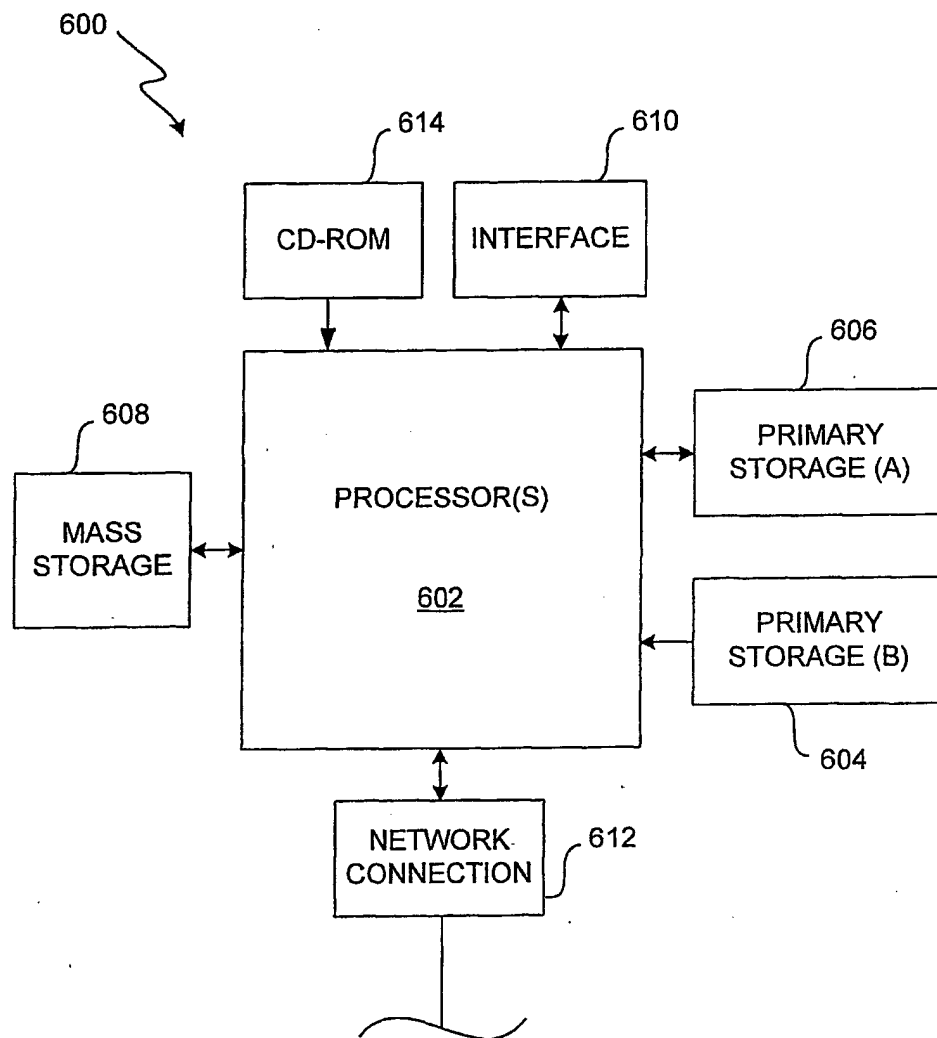 600
614
610
CD-ROM
INTERFACE
606
608
PRIMARY
STORAGE (A)
PROCESSOR(S)
MASS
STORAGE
602
PRIMARY
STORAGE (B)
604
NETWORK
CONNECTION
612